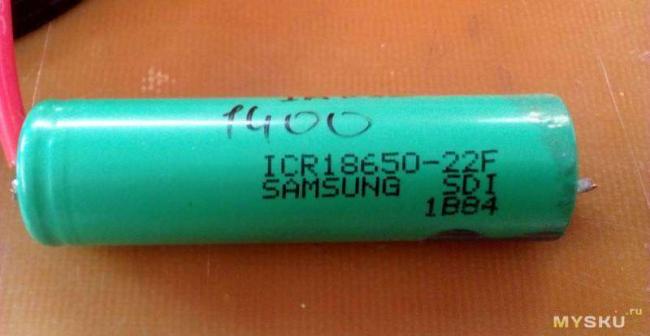 1400
ICR18650-22F
SAMSUNG SDI
1B84
MYSKU.ru